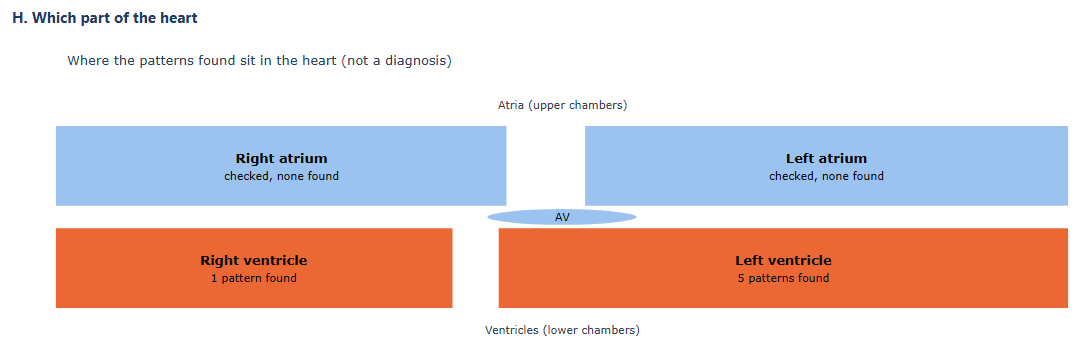 H. Which part of the heart
Where the patterns found sit in the heart (not a diagnosis)
Atria (upper chambers)
Right atrium
checked, none found
Left atrium
checked, none found
AV
Right ventricle
1 pattern found
Left ventricle
5 patterns found
Ventricles (lower chambers)